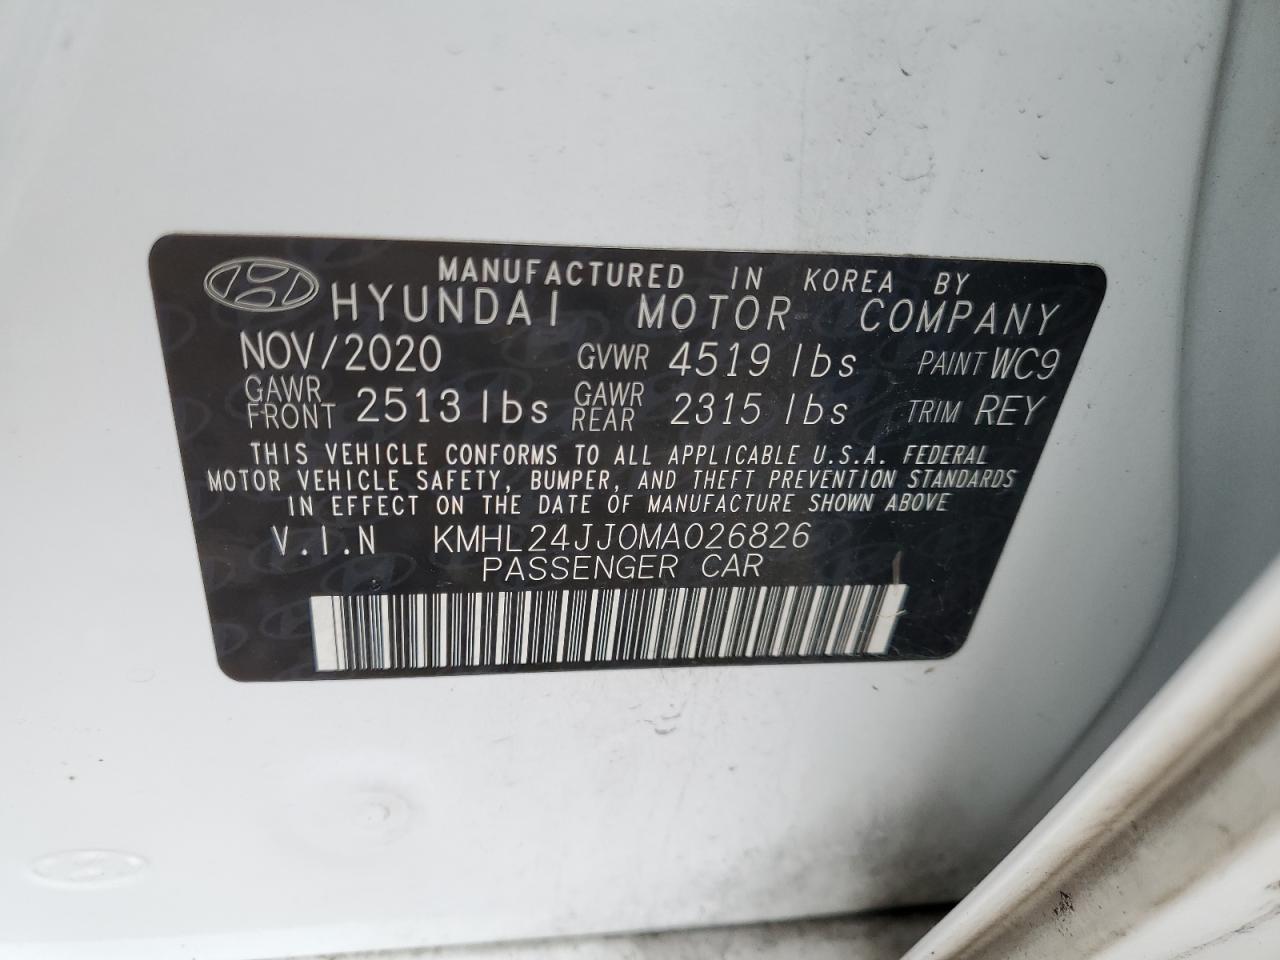 MANUFACTURED IN KOREA BY
HYUNDAI MOTOR COMPANY
NOV/2020 GVWR 4519 lbs PAINT WC9
GAWR FRONT 2513 lbs GAWR REAR 2315 lbs TRIM REY
THIS VEHICLE CONFORMS TO ALL APPLICABLE U.S.A. FEDERAL
MOTOR VEHICLE SAFETY, BUMPER, AND THEFT PREVENTION STANDARDS
IN EFFECT ON THE DATE OF MANUFACTURE SHOWN ABOVE
V.I.N KMHL24JJ0MA026826
PASSENGER CAR